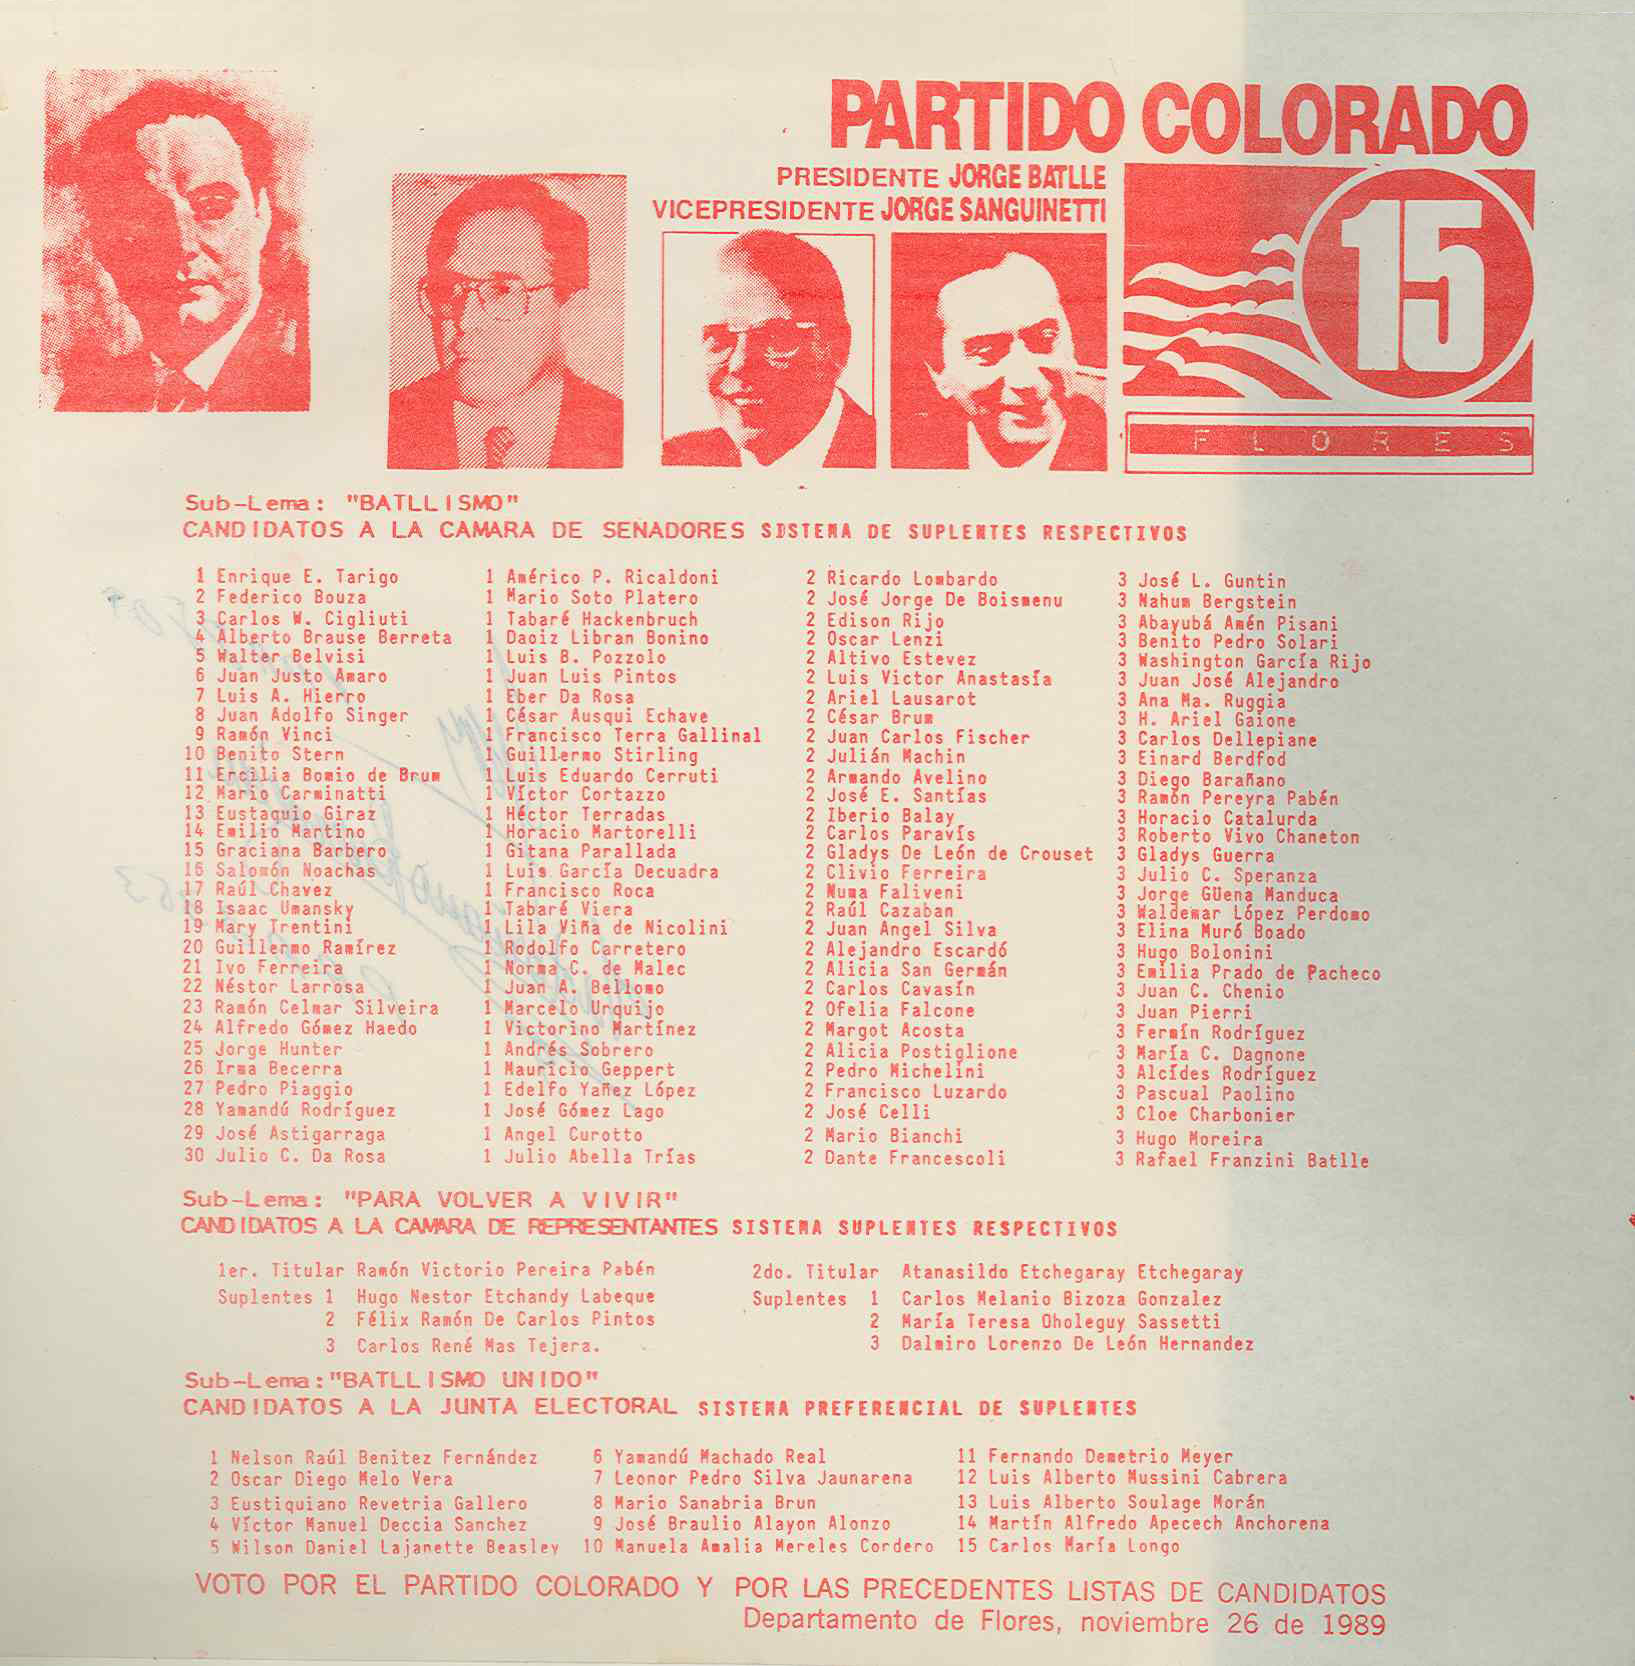 PARTIDO COLORADO
PRESIDENTE JORGE BATLLE
VICEPRESIDENTE JORGE SANGUINETTI
15
FLORES
Sub-Lema: "BATLLISMO"
CANDIDATOS A LA CAMARA DE SENADORES SISTEMA DE SUPLENTES RESPECTIVOS
1 Enrique E. Tarigo 1 Américo P. Ricaldoni 2 Ricardo Lombardo 3 José L. Guntin
2 Federico Bouza 1 Mario Soto Platero 2 José Jorge De Boismenu 3 Nahum Bergstein
3 Carlos W. Cigliuti 1 Tabaré Hackenbruch 2 Edison Rijo 3 Abayubá Amén Pisani
4 Alberto Brause Berreta 1 Daoiz Libran Bonino 2 Oscar Lenzi 3 Benito Pedro Solari
5 Walter Belvisi 1 Luis B. Pozzolo 2 Altivo Estevez 3 Washington García Rijo
6 Juan Justo Amaro 1 Juan Luis Pintos 2 Luis Victor Anastasía 3 Juan José Alejandro
7 Luis A. Hierro 1 Eber Da Rosa 2 Ariel Lausarot 3 Ana Ma. Ruggia
8 Juan Adolfo Singer 1 César Ausqui Echave 2 César Brum 3 H. Ariel Gaione
9 Ramón Vinci 1 Francisco Terra Gallinal 2 Juan Carlos Fischer 3 Carlos Dellepiane
10 Benito Stern 1 Guillermo Stirling 2 Julián Machin 3 Einard Berdfod
11 Ercilia Bomio de Brum 1 Luis Eduardo Cerruti 2 Armando Avelino 3 Diego Barañano
12 Mario Carminatti 1 Víctor Cortazzo 2 José E. Santías 3 Ramón Pereyra Pabén
13 Eustaquio Giraz 1 Héctor Terradas 2 Iberio Balay 3 Horacio Catalurda
14 Emilio Martino 1 Horacio Martorelli 2 Carlos Paravís 3 Roberto Vivo Chaneton
15 Graciana Barbero 1 Gitana Parallada 2 Gladys De León de Crouset 3 Gladys Guerra
16 Salomón Noachas 1 Luis García Decuadra 2 Clivio Ferreira 3 Julio C. Speranza
17 Raúl Chavez 1 Francisco Roca 2 Numa Faliveni 3 Jorge Güena Manduca
18 Isaac Umansky 1 Tabaré Viera 2 Raúl Cazaban 3 Waldemar López Perdomo
19 Mary Trentini 1 Lila Viña de Nicolini 2 Juan Angel Silva 3 Elina Muró Boado
20 Guillermo Ramírez 1 Rodolfo Carretero 2 Alejandro Escardó 3 Hugo Bolonini
21 Ivo Ferreira 1 Norma C. de Malec 2 Alicia San Germán 3 Emilia Prado de Pacheco
22 Néstor Larrosa 1 Juan A. Bellomo 2 Carlos Cavasín 3 Juan C. Chenio
23 Ramón Celmar Silveira 1 Marcelo Urquijo 2 Ofelia Falcone 3 Juan Pierri
24 Alfredo Gómez Haedo 1 Victorino Martínez 2 Margot Acosta 3 Fermín Rodríguez
25 Jorge Hunter 1 Andrés Sobrero 2 Alicia Postiglione 3 María C. Dagnone
26 Irma Becerra 1 Mauricio Geppert 2 Pedro Michelini 3 Alcídes Rodríguez
27 Pedro Piaggio 1 Edelfo Yañez López 2 Francisco Luzardo 3 Pascual Paolino
28 Yamandú Rodríguez 1 José Gómez Lago 2 José Celli 3 Cloe Charbonier
29 José Astigarraga 1 Angel Curotto 2 Mario Bianchi 3 Hugo Moreira
30 Julio C. Da Rosa 1 Julio Abella Trías 2 Dante Francescoli 3 Rafael Franzini Batlle
Sub-Lema: "PARA VOLVER A VIVIR"
CANDIDATOS A LA CAMARA DE REPRESENTANTES SISTEMA SUPLENTES RESPECTIVOS
1er. Titular Ramón Victorio Pereira Pabén 2do. Titular Atanasildo Etchegaray Etchegaray
Suplentes 1 Hugo Nestor Etchandy Labeque Suplentes 1 Carlos Melanio Bizoza Gonzalez
2 Félix Ramón De Carlos Pintos 2 María Teresa Oholeguy Sassetti
3 Carlos René Mas Tejera. 3 Dalmiro Lorenzo De León Hernandez
Sub-Lema:"BATLLISMO UNIDO"
CANDIDATOS A LA JUNTA ELECTORAL SISTEMA PREFERENCIAL DE SUPLENTES
1 Nelson Raúl Benitez Fernández 6 Yamandú Machado Real 11 Fernando Demetrio Meyer
2 Oscar Diego Melo Vera 7 Leonor Pedro Silva Jaunarena 12 Luis Alberto Mussini Cabrera
3 Eustiquiano Revetria Gallero 8 Mario Sanabria Brun 13 Luis Alberto Soulage Morán
4 Víctor Manuel Deccia Sanchez 9 José Braulio Alayon Alonzo 14 Martín Alfredo Apecech Anchorena
5 Wilson Daniel Lajanette Beasley 10 Manuela Amalia Mereles Cordero 15 Carlos María Longo
VOTO POR EL PARTIDO COLORADO Y POR LAS PRECEDENTES LISTAS DE CANDIDATOS
Departamento de Flores, noviembre 26 de 1989